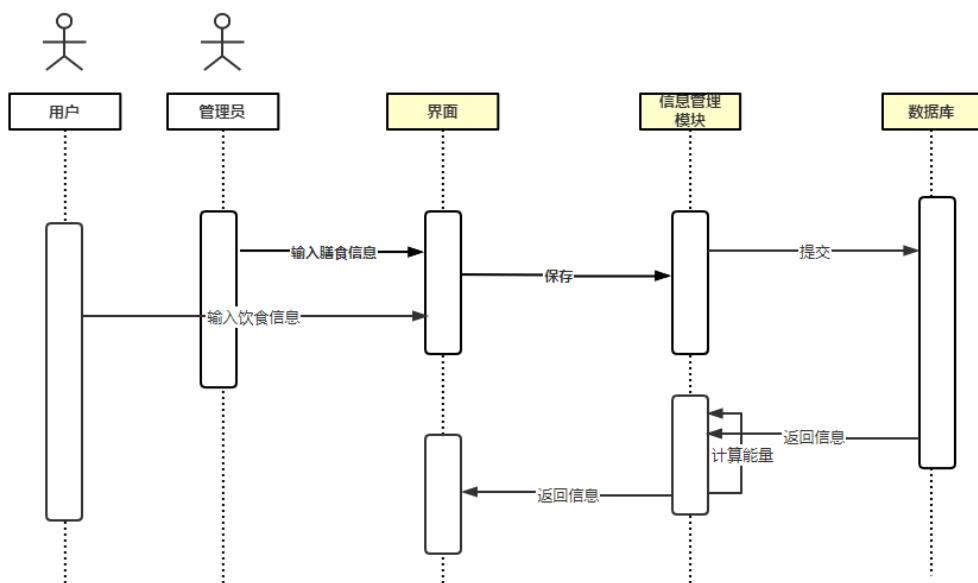 用户
管理员
界面
信息管理
模块
数据库
输入膳食信息
提交
保存
输入饮食信息
返回信息
计算能量
返回信息